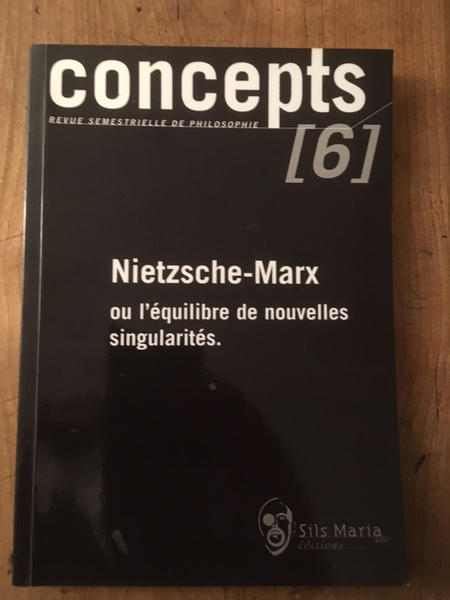 concepts
REVUE SEMESTRIELLE DE PHILOSOPHIE
[6]
Nietzsche-Marx
ou l'équilibre de nouvelles
singularités.
Sils Maria
éditions